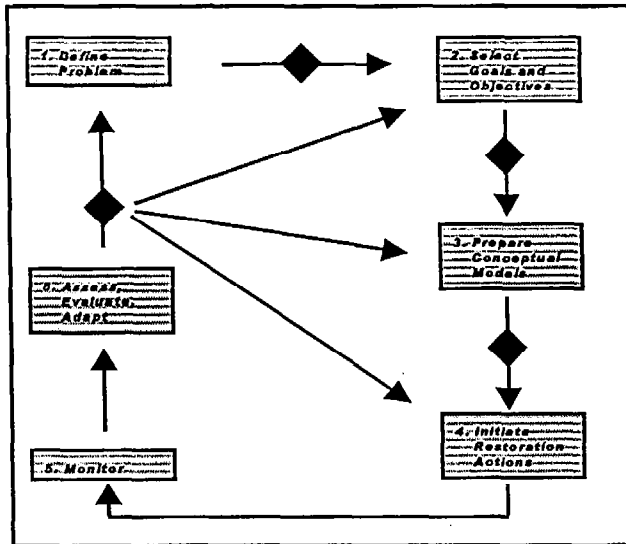 1. Define
Problem
2. Select
Goals and
Objectives
3. Prepare
Conceptual
Models
4. Initiate
Restoration
Actions
5. Monitor
6. Assess,
Evaluate,
Adapt